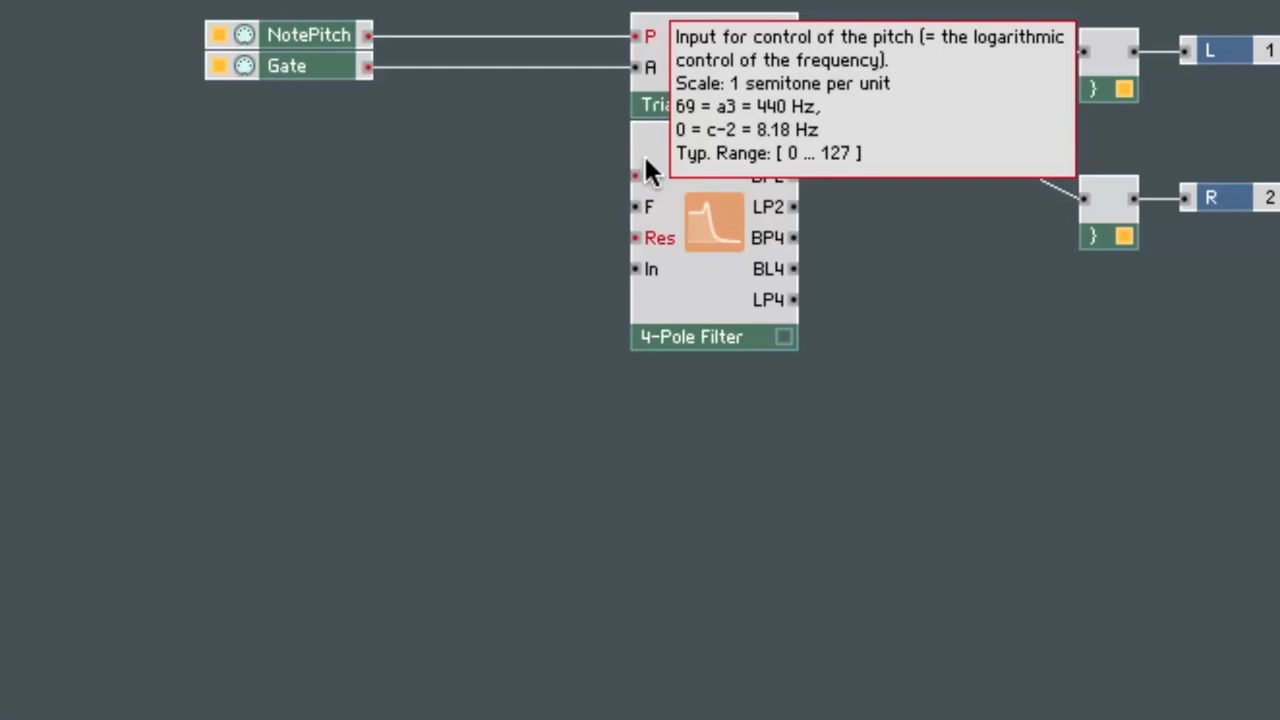 NotePitch
Gate
P
A
Tria
Input for control of the pitch (= the logarithmic
control of the frequency).
Scale: 1 semitone per unit
69 = a3 = 440 Hz,
0 = c-2 = 8.18 Hz
Typ. Range: [ 0 ... 127 ]
}
L 1
}
R 2
F
Res
In
LP2
BP4
BL4
LP4
4-Pole Filter